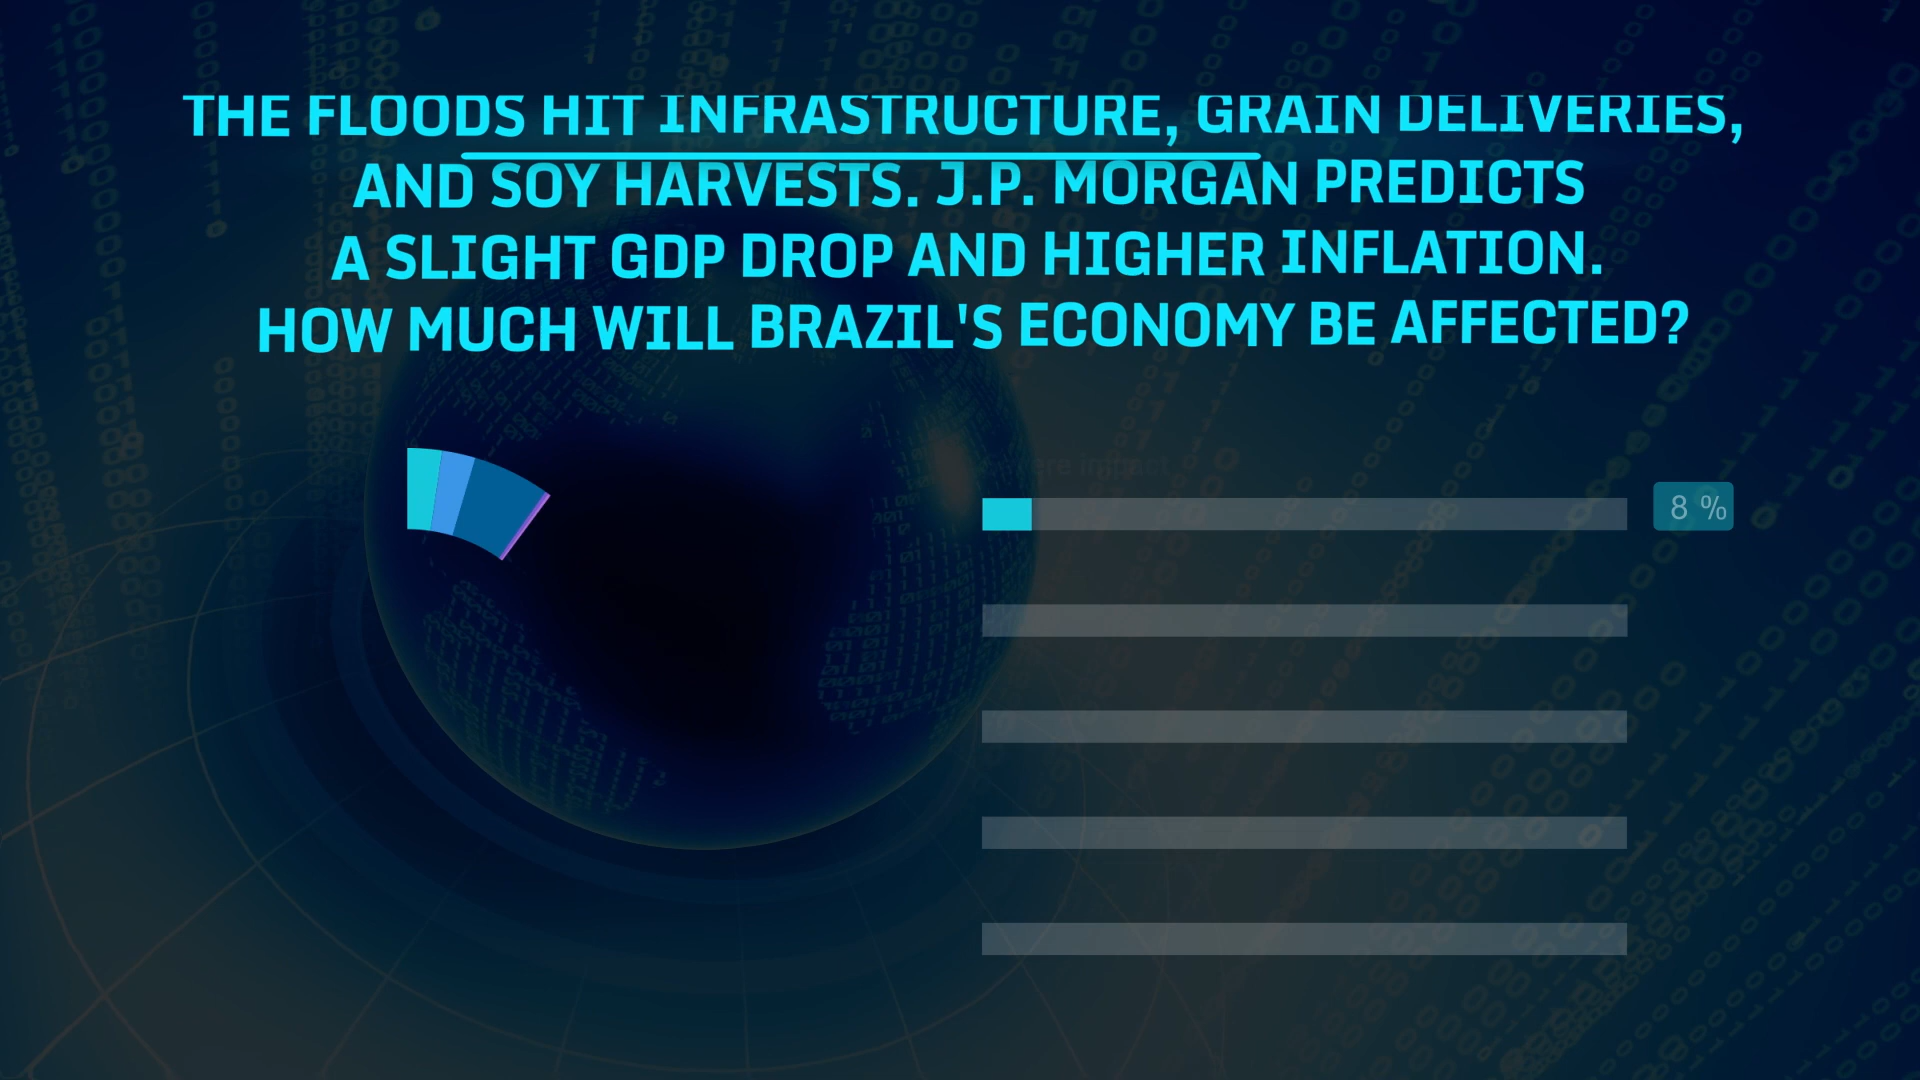 THE FLOODS HIT INFRASTRUCTURE, GRAIN DELIVERIES,
AND SOY HARVESTS. J.P. MORGAN PREDICTS
A SLIGHT GDP DROP AND HIGHER INFLATION.
HOW MUCH WILL BRAZIL'S ECONOMY BE AFFECTED?
impact
8 %